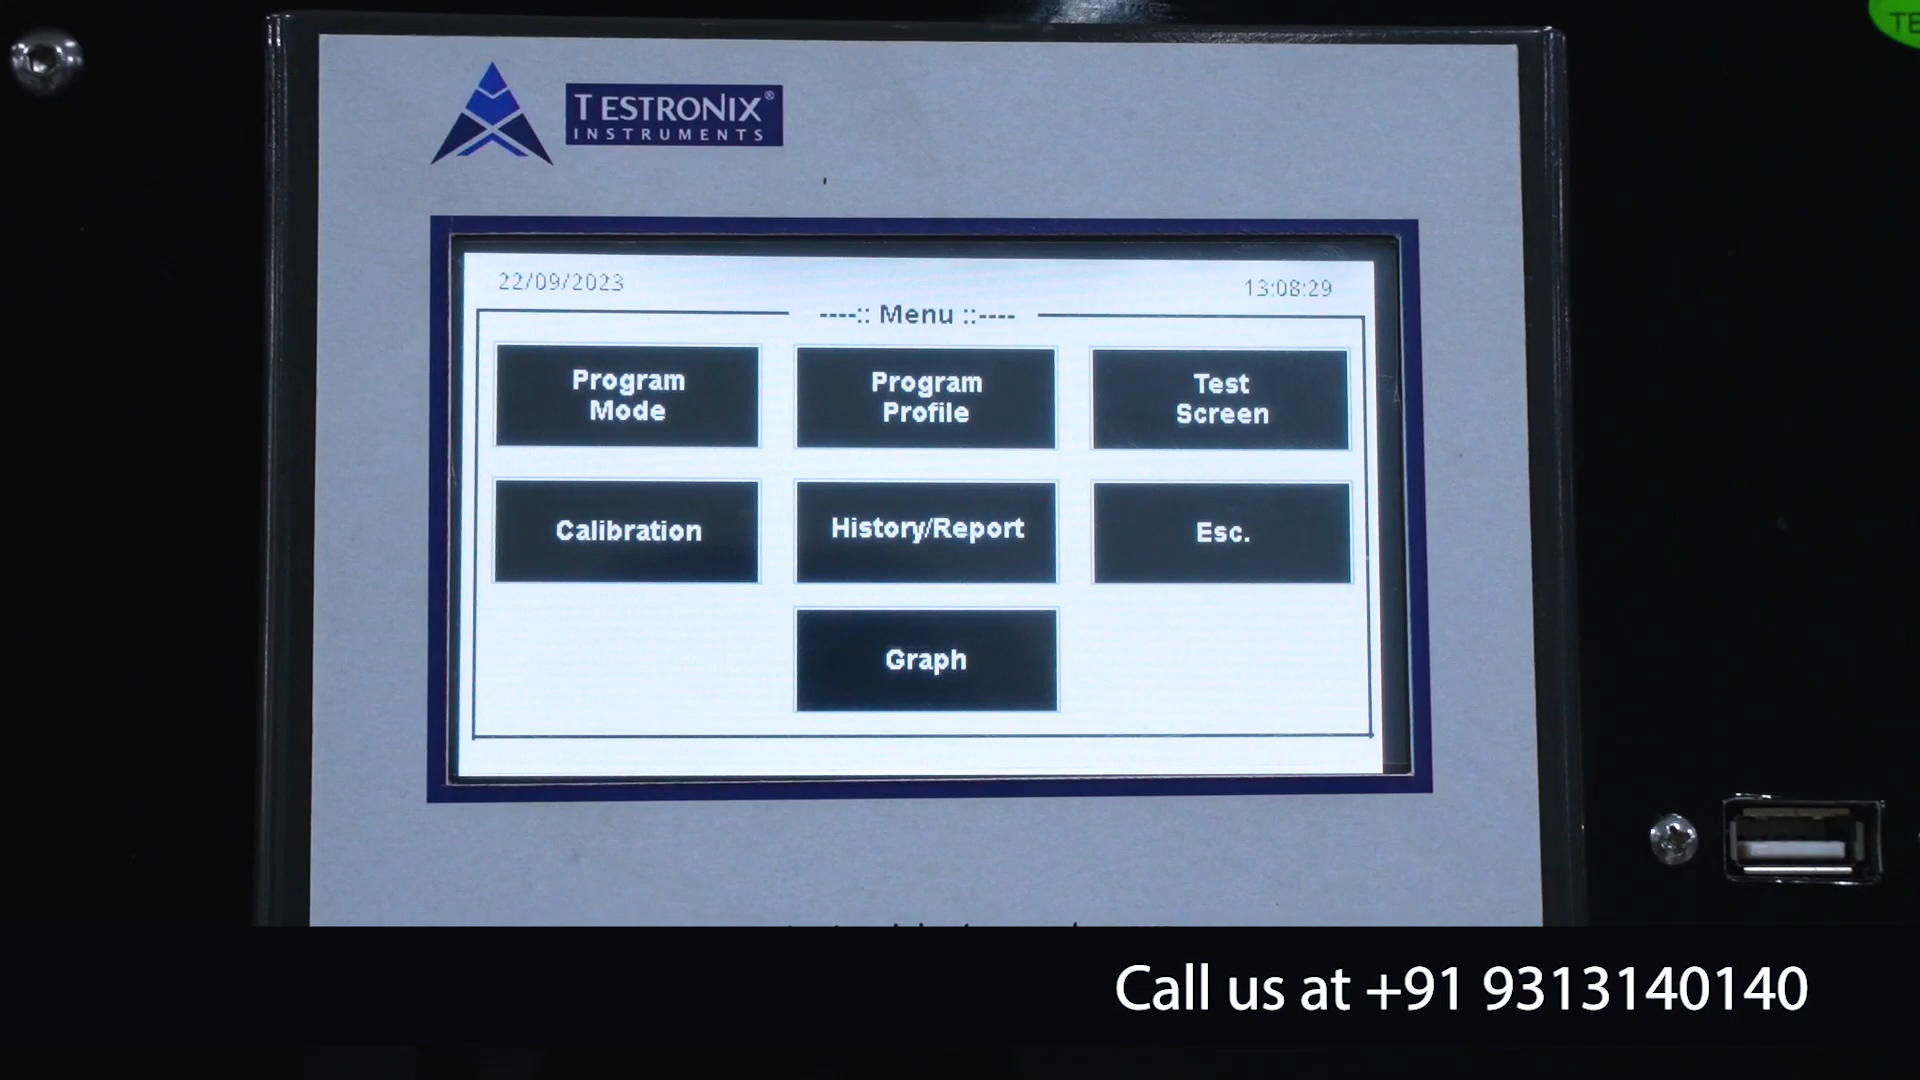 TESTRONIX®
INSTRUMENTS
22/09/2023
13:08:29
----:: Menu ::----
Program
Mode
Program
Profile
Test
Screen
Calibration
History/Report
Esc.
Graph
Call us at +91 9313140140